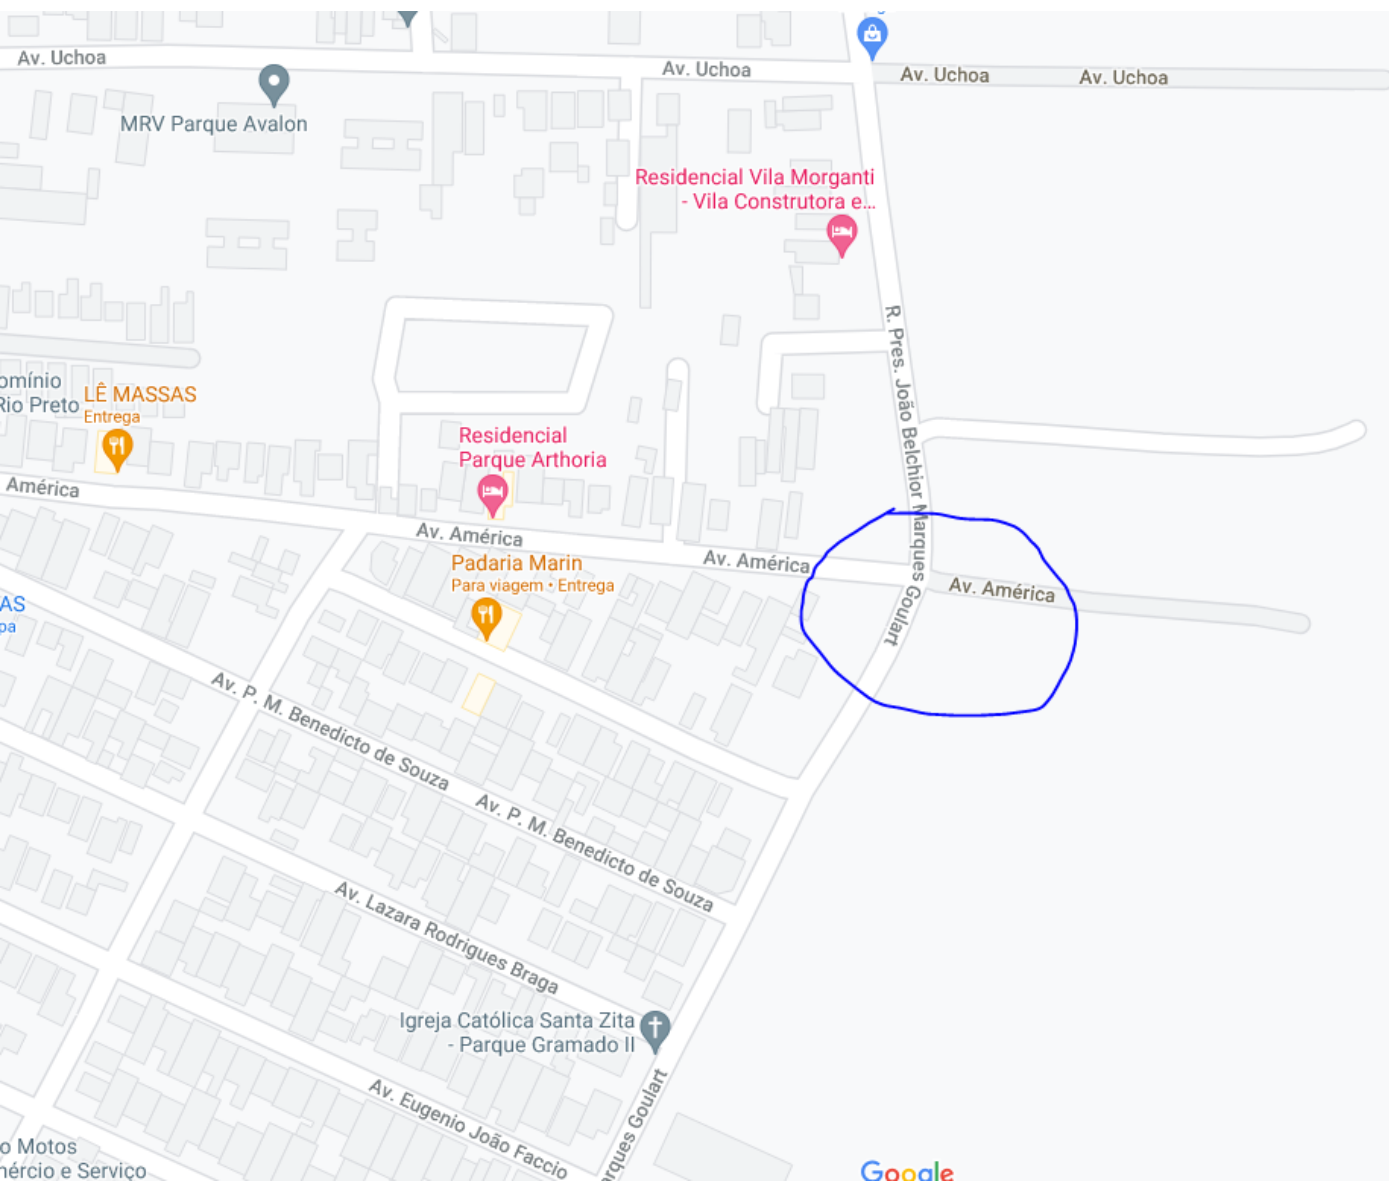 Av. Uchoa
Av. Uchoa
Av. Uchoa
Av. Uchoa
MRV Parque Avalon
Residencial Vila Morganti
- Vila Construtora e...
R. Pres. João Belchior Marques Goulart
omínio
Rio Preto
LÊ MASSAS
Entrega
Residencial
Parque Arthoria
América
Av. América
Av. América
Av. América
Padaria Marin
Para viagem • Entrega
AS
pa
Av. P. M. Benedicto de Souza
Av. P. M. Benedicto de Souza
Av. Lazara Rodrigues Braga
Igreja Católica Santa Zita
- Parque Gramado II
Av. Eugenio João Faccio
arques Goulart
o Motos
mércio e Serviço
Google